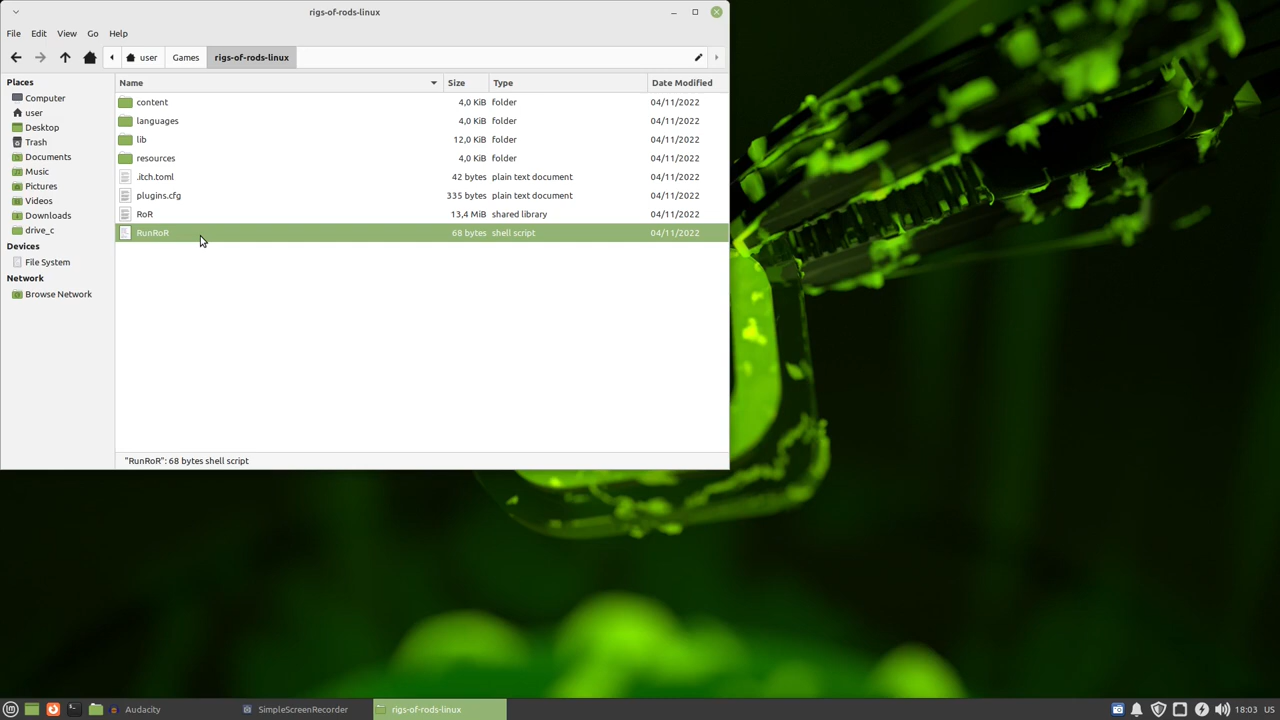 rigs-of-rods-linux
File Edit View Go Help
user Games rigs-of-rods-linux
Places
Computer
user
Desktop
Trash
Documents
Music
Pictures
Videos
Downloads
drive_c
Devices
File System
Network
Browse Network
Name Size Type Date Modified
content 4,0 KiB folder 04/11/2022
languages 4,0 KiB folder 04/11/2022
lib 12,0 KiB folder 04/11/2022
resources 4,0 KiB folder 04/11/2022
.itch.toml 42 bytes plain text document 04/11/2022
plugins.cfg 335 bytes plain text document 04/11/2022
RoR 13,4 MiB shared library 04/11/2022
RunRoR 68 bytes shell script 04/11/2022
"RunRoR": 68 bytes shell script
Audacity SimpleScreenRecorder rigs-of-rods-linux 18:03 US